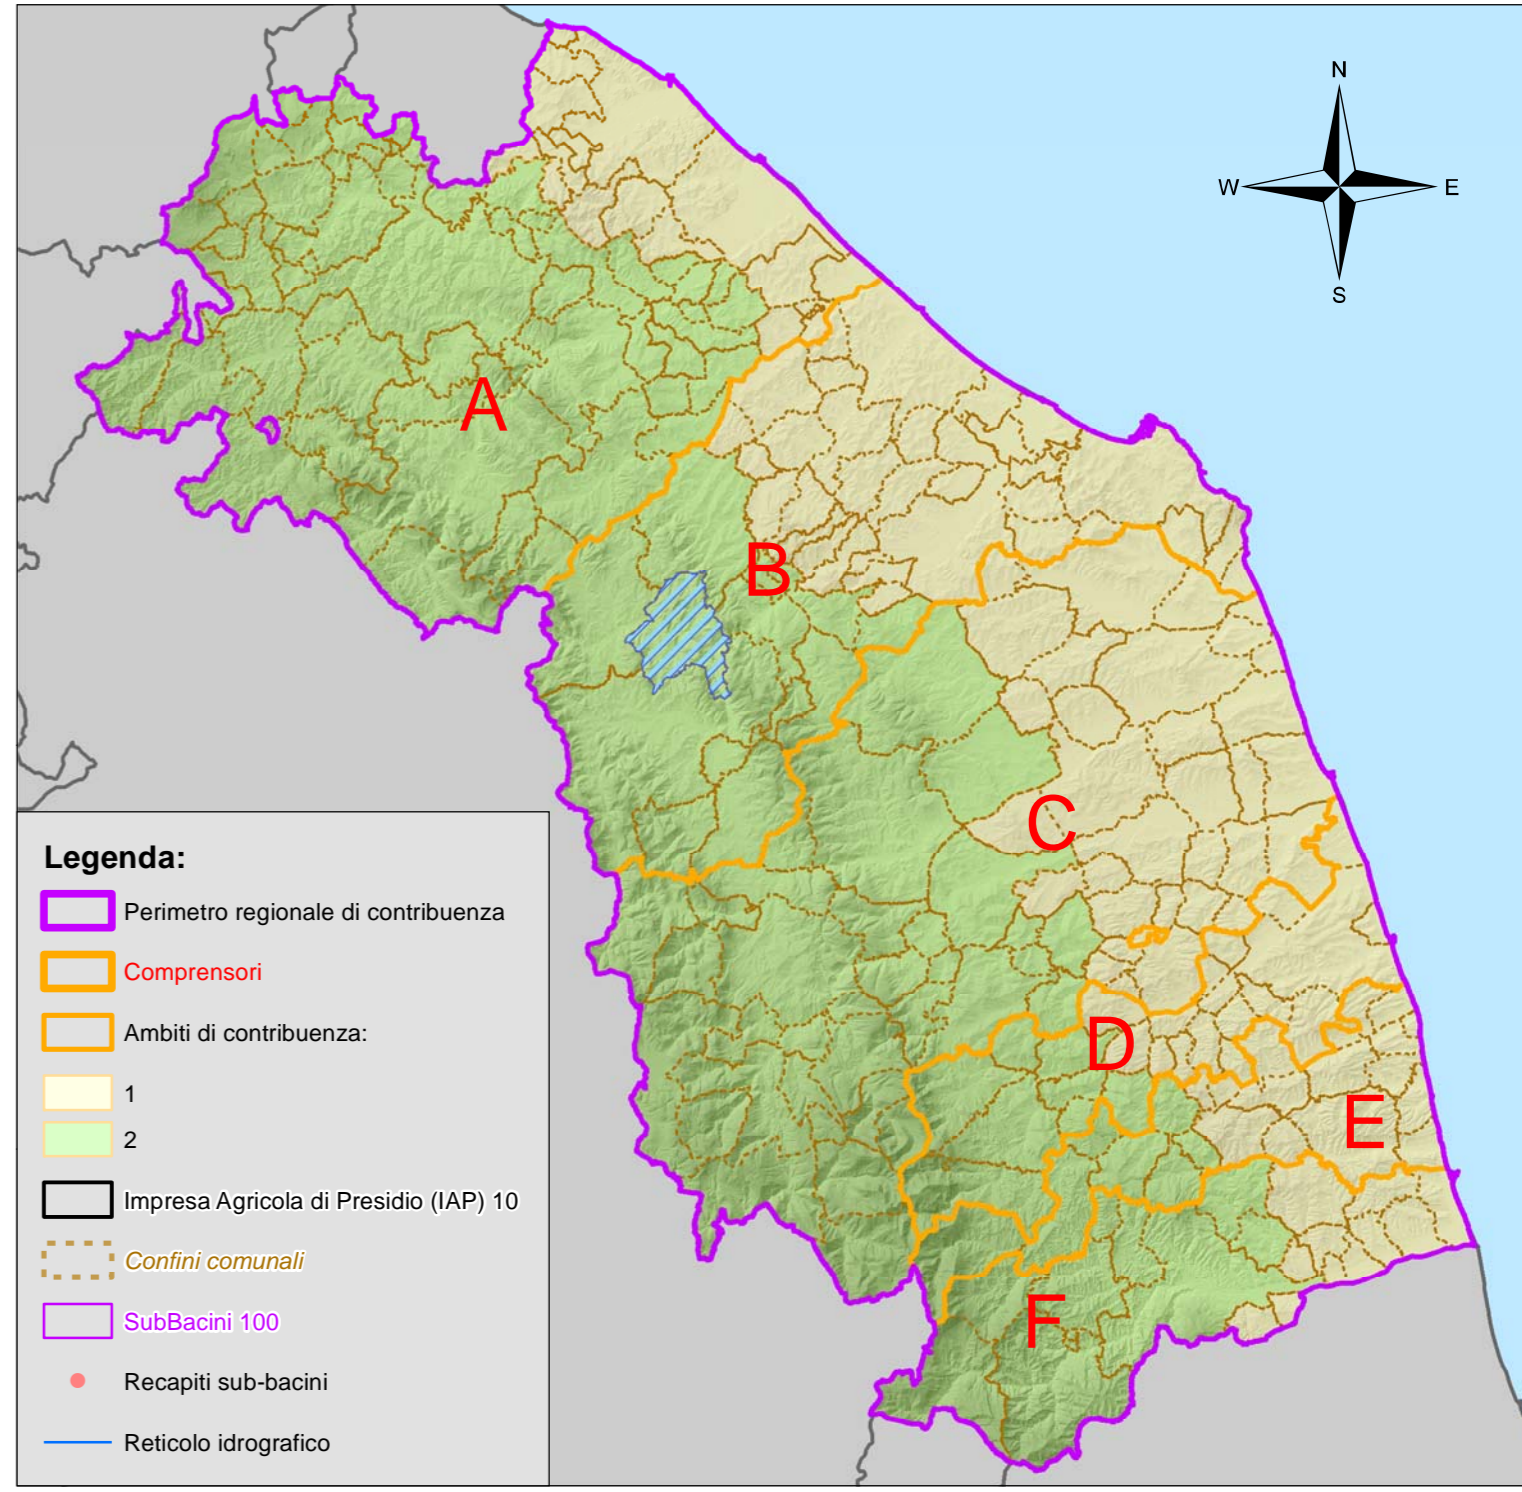 N
W
E
S
A
B
C
D
E
F
Legenda:
Perimetro regionale di contribuenza
Comprensori
Ambiti di contribuenza:
1
2
Impresa Agricola di Presidio (IAP) 10
Confini comunali
SubBacini 100
Recapiti sub-bacini
Reticolo idrografico